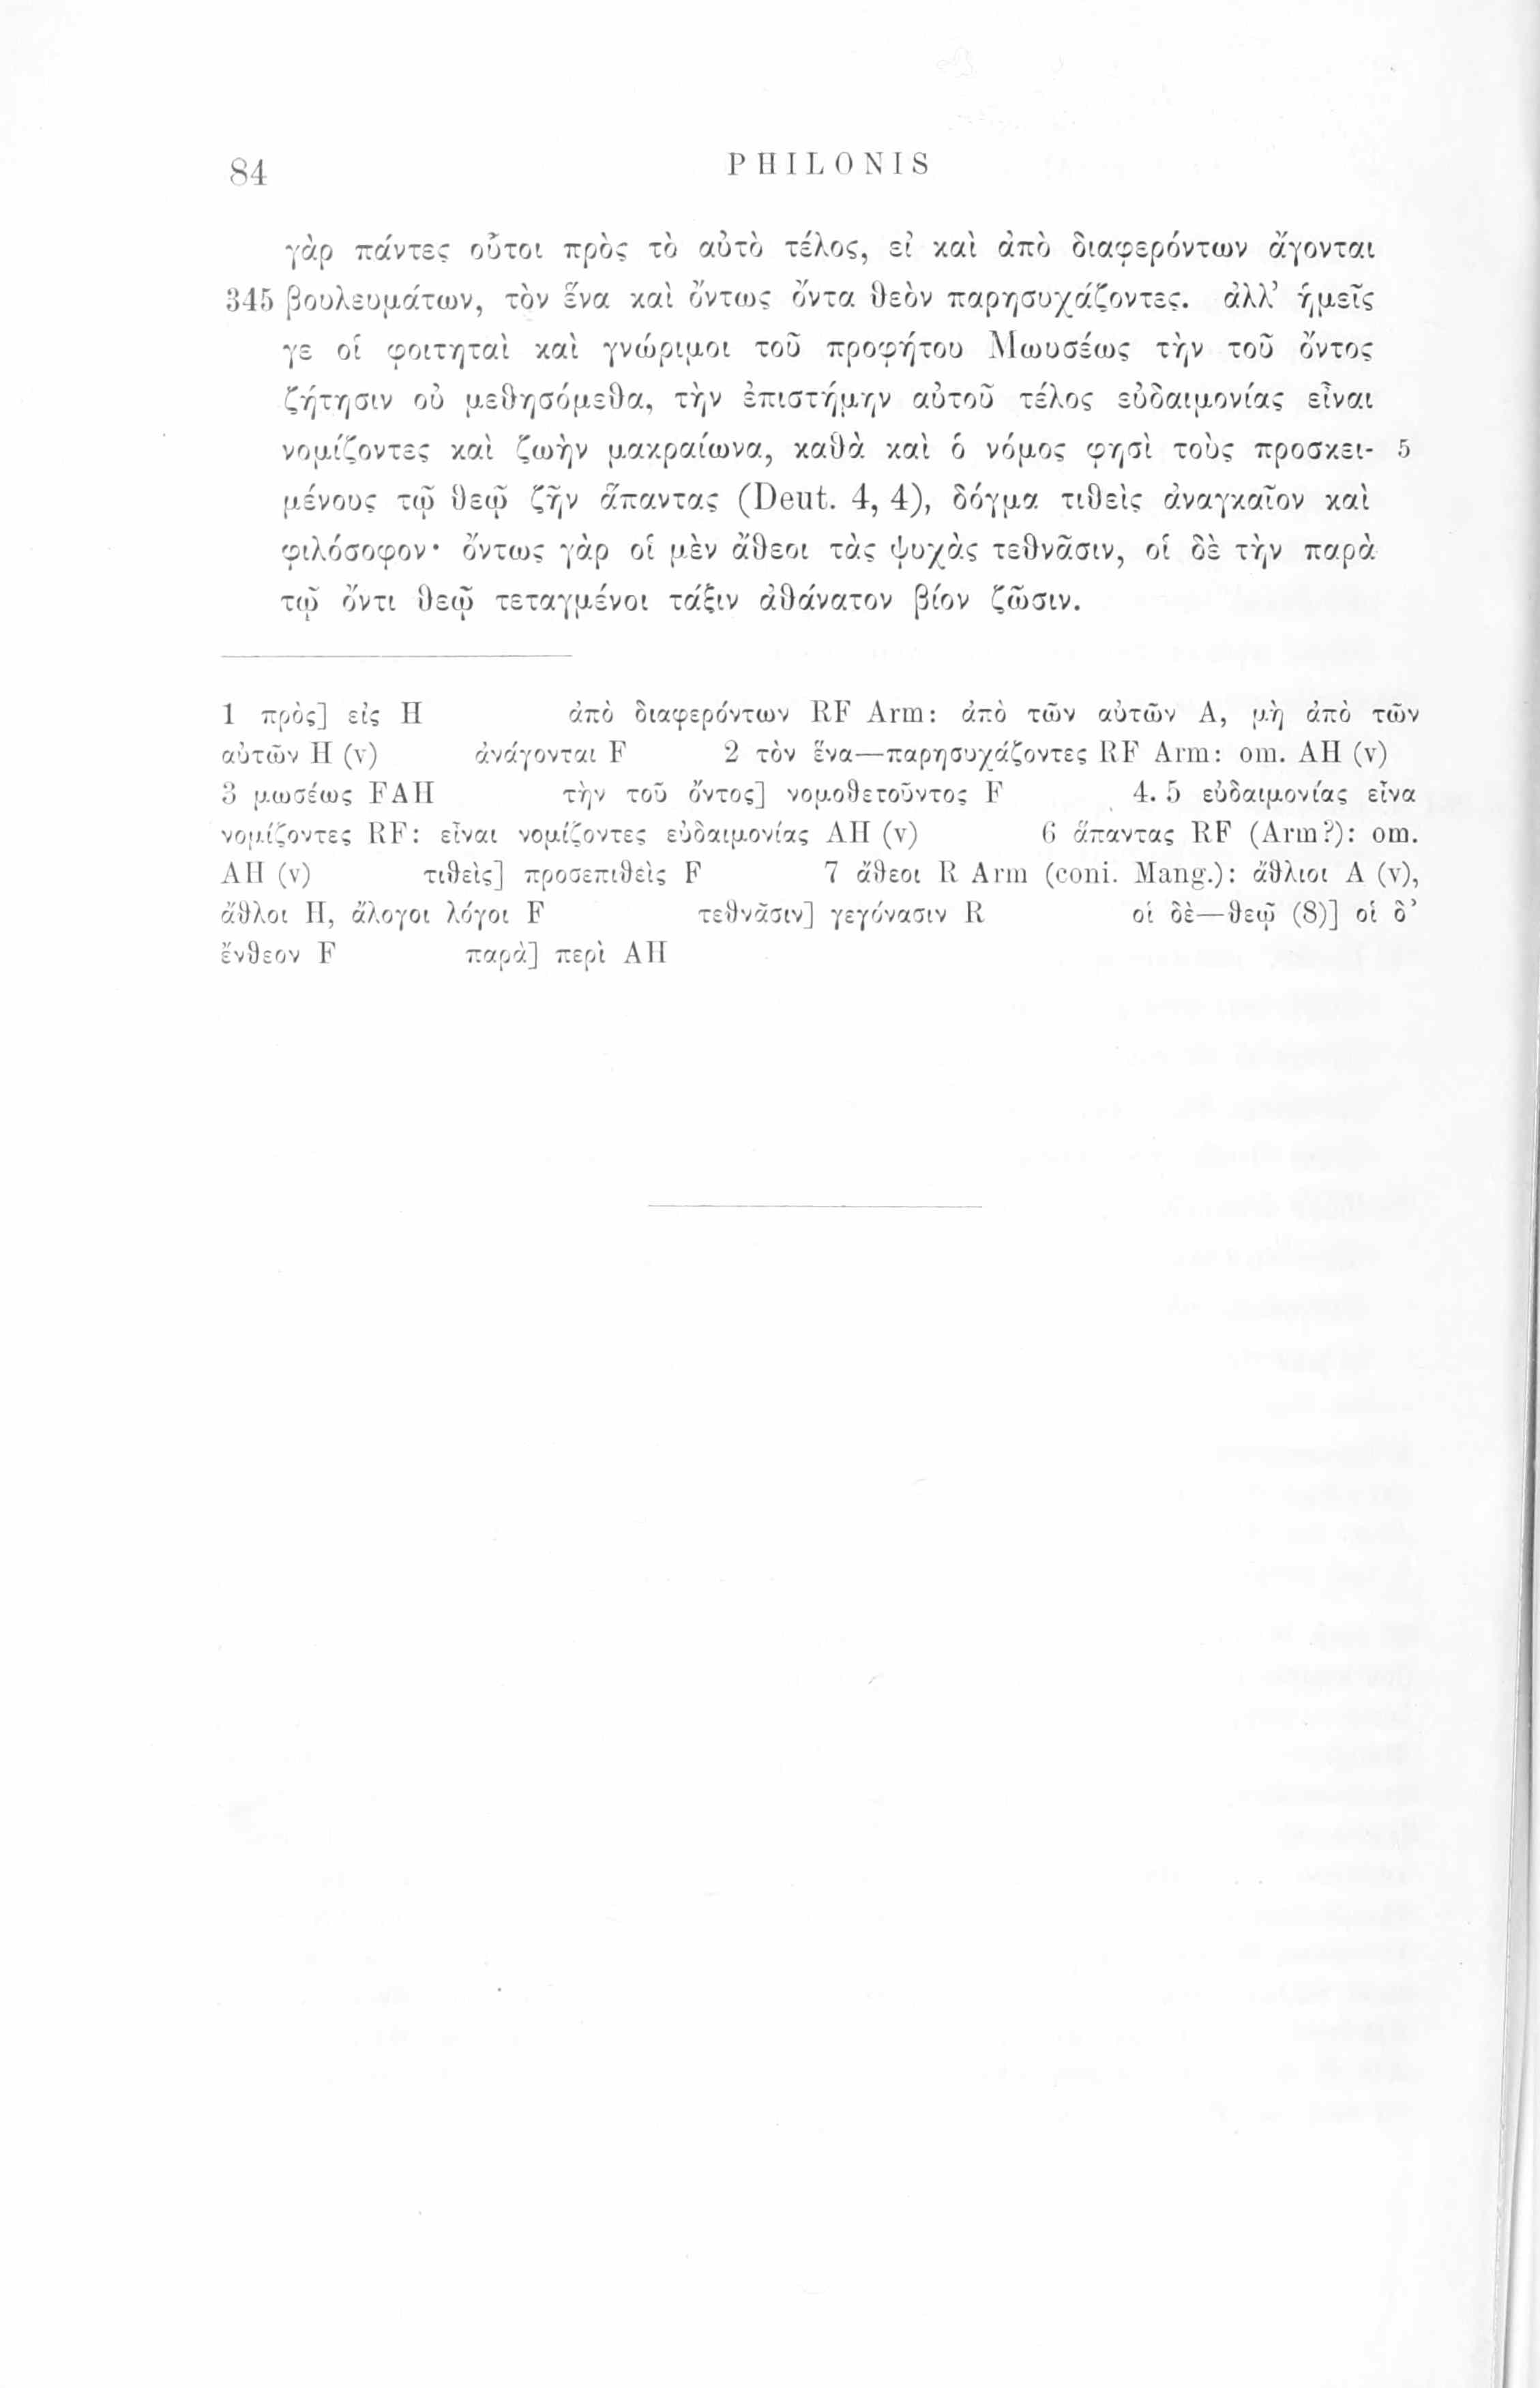 84 PHILONIS
γὰρ πάντες οὗτοι πρὸς τὸ αὐτὸ τέλος, εἰ καὶ ἀπὸ διαφερόντων ἄγονται
345 βουλευμάτων, τὸν ἕνα καὶ ὄντως ὄντα θεὸν παρησυχάζοντες. ἀλλ’ ἡμεῖς
γε οἱ φοιτηταὶ καὶ γνώριμοι τοῦ προφήτου Μωυσέως τὴν τοῦ ὄντος
ζήτησιν οὐ μεθησόμεθα, τὴν ἐπιστήμην αὐτοῦ τέλος εὐδαιμονίας εἶναι
νομίζοντες καὶ ζωὴν μακραίωνα, καθὰ καὶ ὁ νόμος φησὶ τοὺς προσκει- 5
μένους τῷ θεῷ ζῆν ἅπαντας (Deut. 4, 4), δόγμα τιθεὶς ἀναγκαῖον καὶ
φιλόσοφον· ὄντως γὰρ οἱ μὲν ἄθεοι τὰς ψυχὰς τεθνᾶσιν, οἱ δὲ τὴν παρὰ
τῷ ὄντι θεῷ τεταγμένοι τάξιν ἀθάνατον βίον ζῶσιν.
1 πρὸς] εἰς H ἀπὸ διαφερόντων RF Arm: ἀπὸ τῶν αὐτῶν A, μὴ ἀπὸ τῶν
αὐτῶν H (v) ἀνάγονται F 2 τὸν ἕνα—παρησυχάζοντες RF Arm: om. AH (v)
3 μωσέως FAH τὴν τοῦ ὄντος] νομοθετοῦντος F 4. 5 εὐδαιμονίας εἶνα
νομίζοντες RF: εἶναι νομίζοντες εὐδαιμονίας AH (v) 6 ἅπαντας RF (Arm?): om.
AH (v) τιθεὶς] προσεπιθεὶς F 7 ἄθεοι R Arm (coni. Mang.): ἄθλιοι A (v),
ἄθλοι H, ἄλογοι λόγοι F τεθνᾶσιν] γεγόνασιν R οἱ δὲ—θεῷ (8)] οἱ δ’
ἔνθεον F παρὰ] περὶ AH